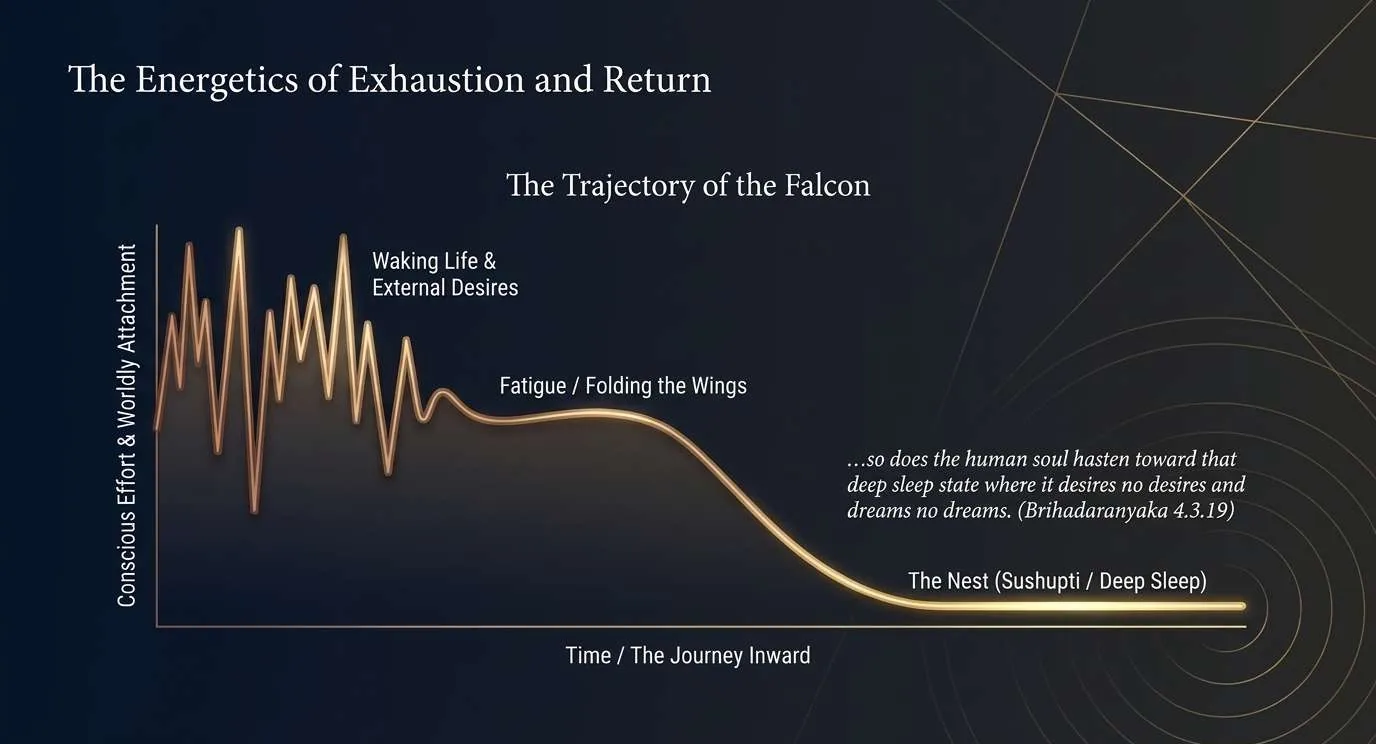 The Energetics of Exhaustion and Return
The Trajectory of the Falcon
Conscious Effort & Worldly Attachment
Waking Life &
External Desires
Fatigue / Folding the Wings
…so does the human soul hasten toward that
deep sleep state where it desires no desires and
dreams no dreams. (Brihadaranyaka 4.3.19)
The Nest (Sushupti / Deep Sleep)
Time / The Journey Inward